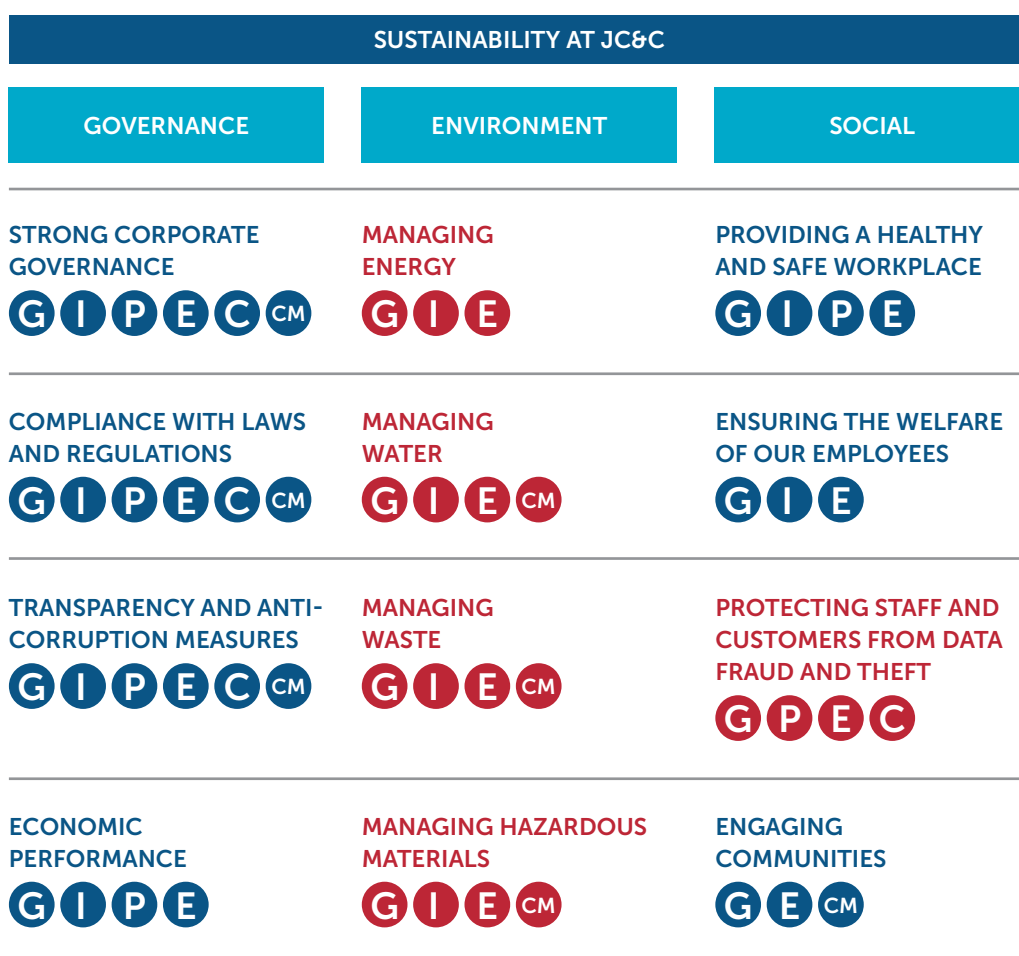 SUSTAINABILITY AT JC&C
GOVERNANCE
ENVIRONMENT
SOCIAL
STRONG CORPORATE
GOVERNANCE
G I P E C CM
MANAGING
ENERGY
G I E
PROVIDING A HEALTHY
AND SAFE WORKPLACE
G I P E
COMPLIANCE WITH LAWS
AND REGULATIONS
G I P E C CM
MANAGING
WATER
G I E CM
ENSURING THE WELFARE
OF OUR EMPLOYEES
G I E
TRANSPARENCY AND ANTI-
CORRUPTION MEASURES
G I P E C CM
MANAGING
WASTE
G I E CM
PROTECTING STAFF AND
CUSTOMERS FROM DATA
FRAUD AND THEFT
G P E C
ECONOMIC
PERFORMANCE
G I P E
MANAGING HAZARDOUS
MATERIALS
G I E CM
ENGAGING
COMMUNITIES
G E CM